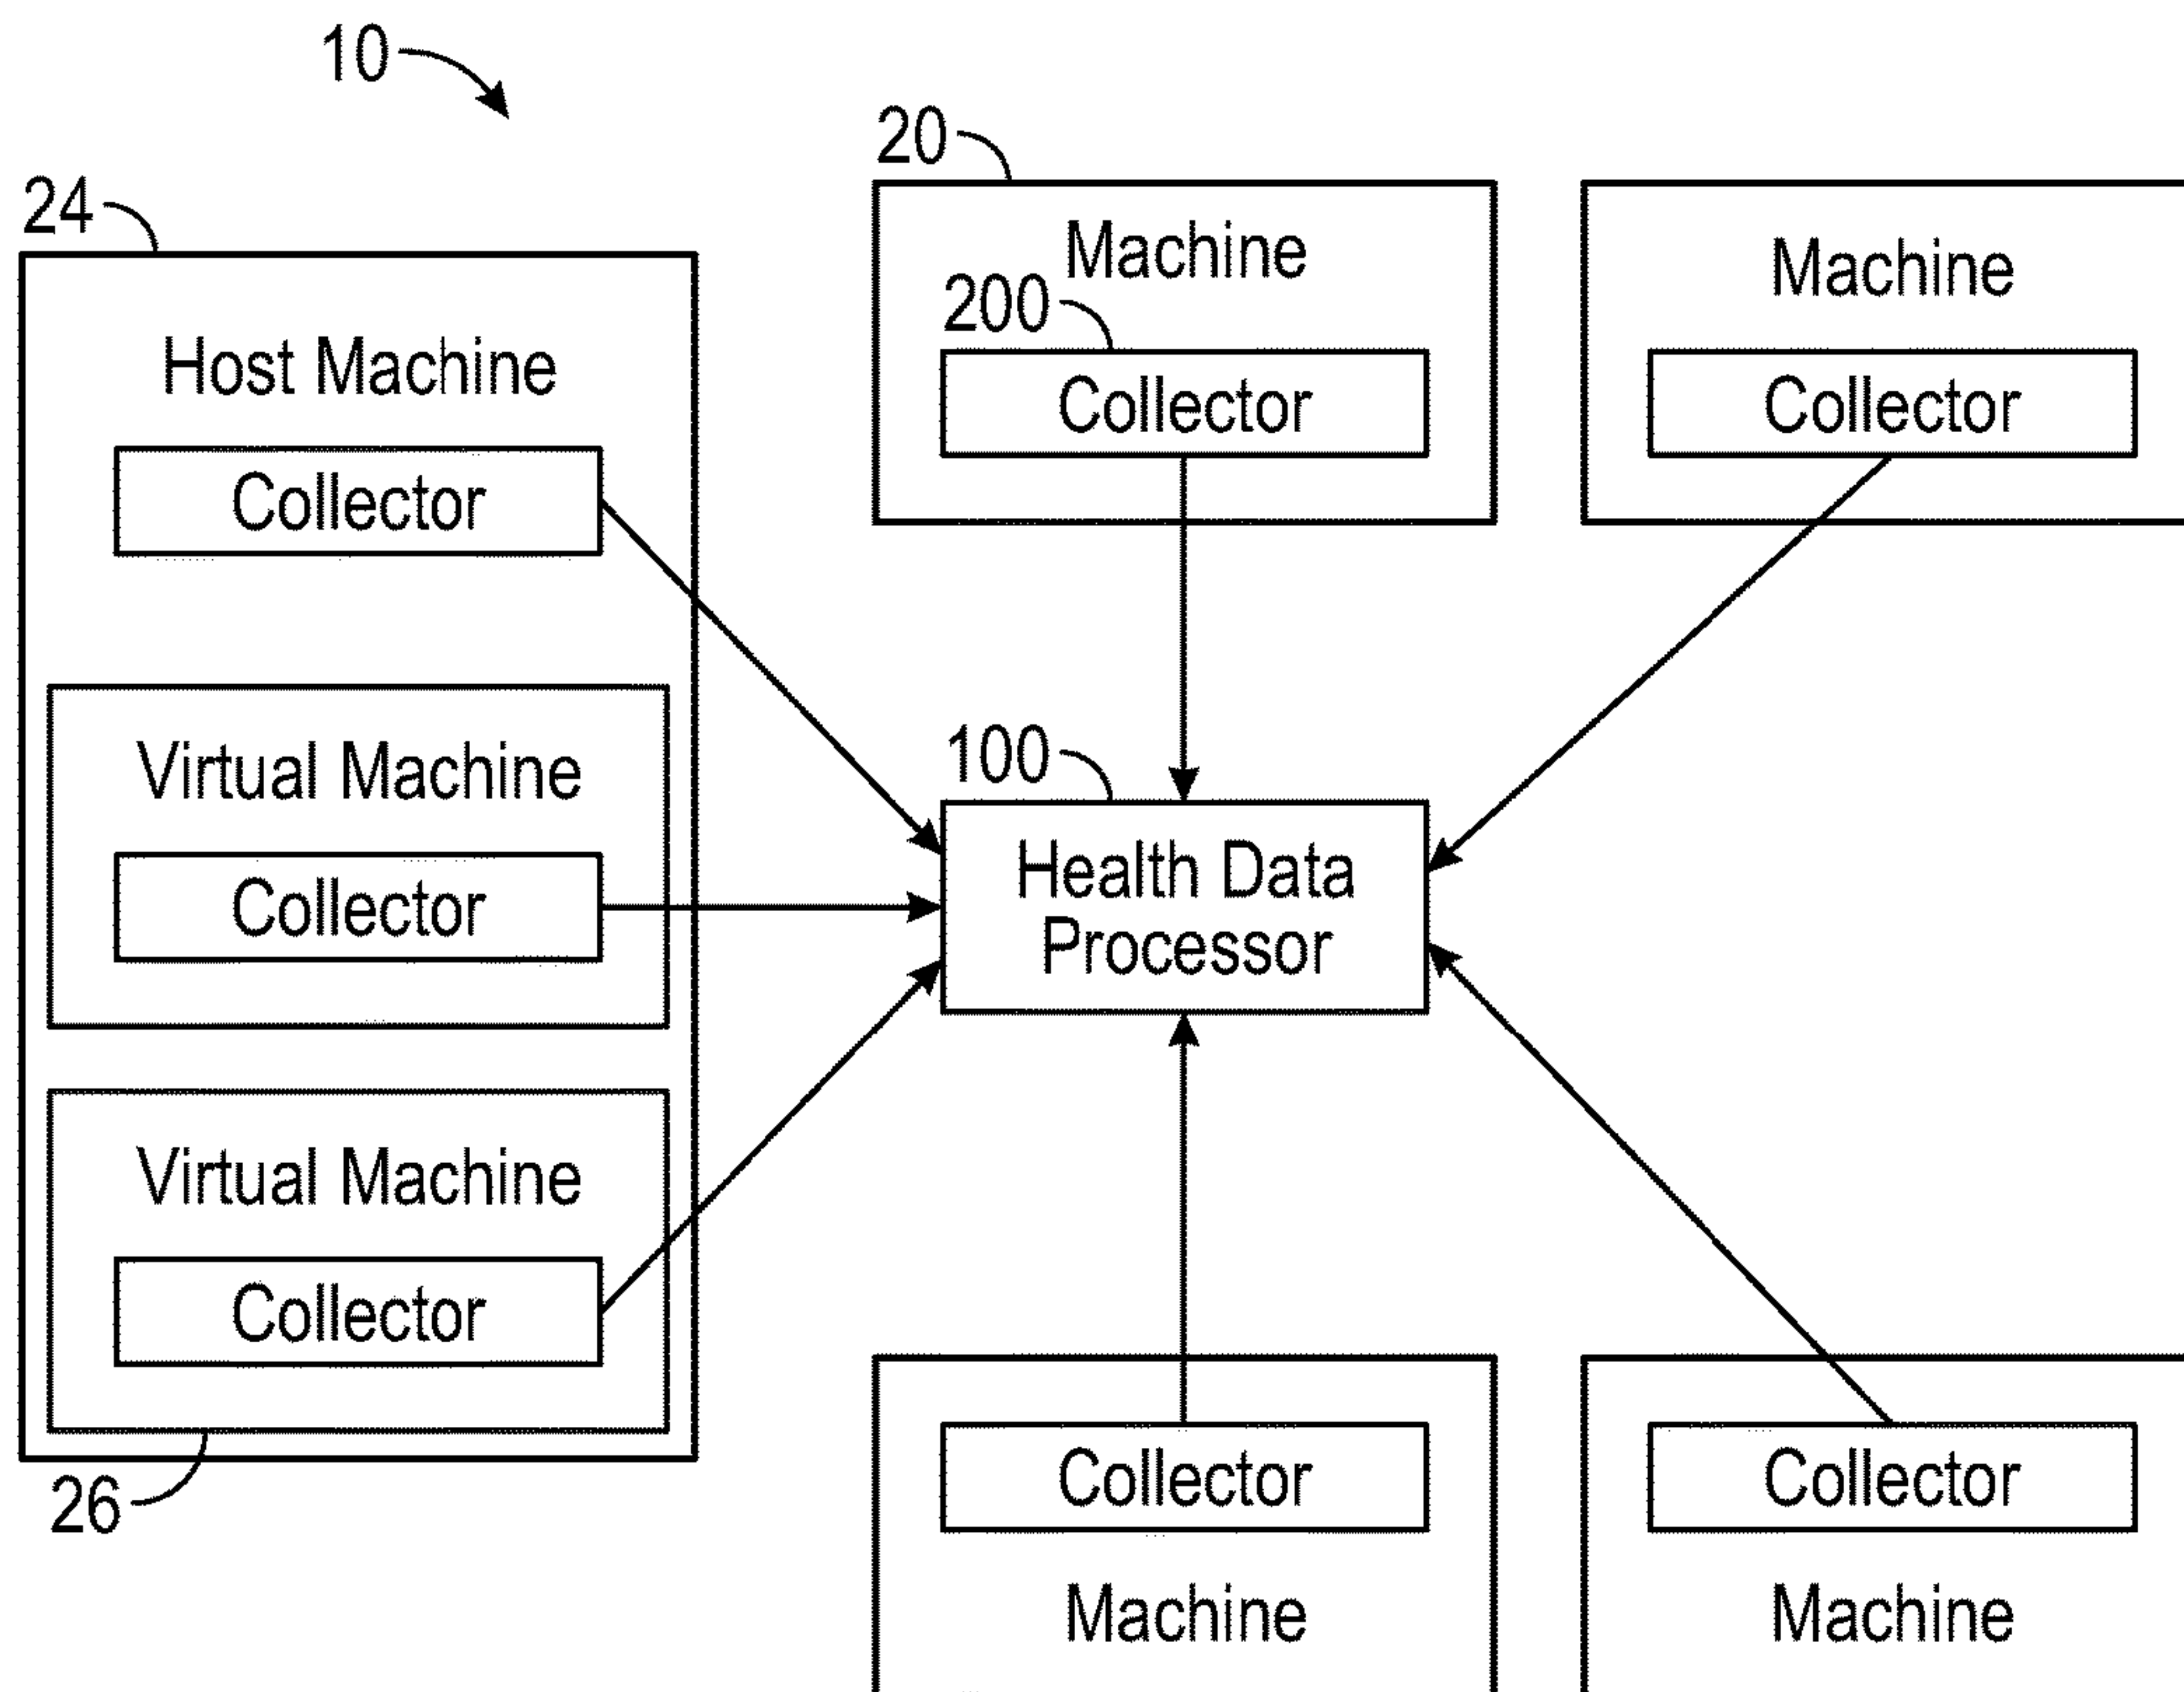 10
20
24
Machine
Machine
200
Host Machine
Collector
Collector
Collector
Virtual Machine
100
Health Data
Processor
Collector
Virtual Machine
Collector
Collector
Collector
26
Machine
Machine